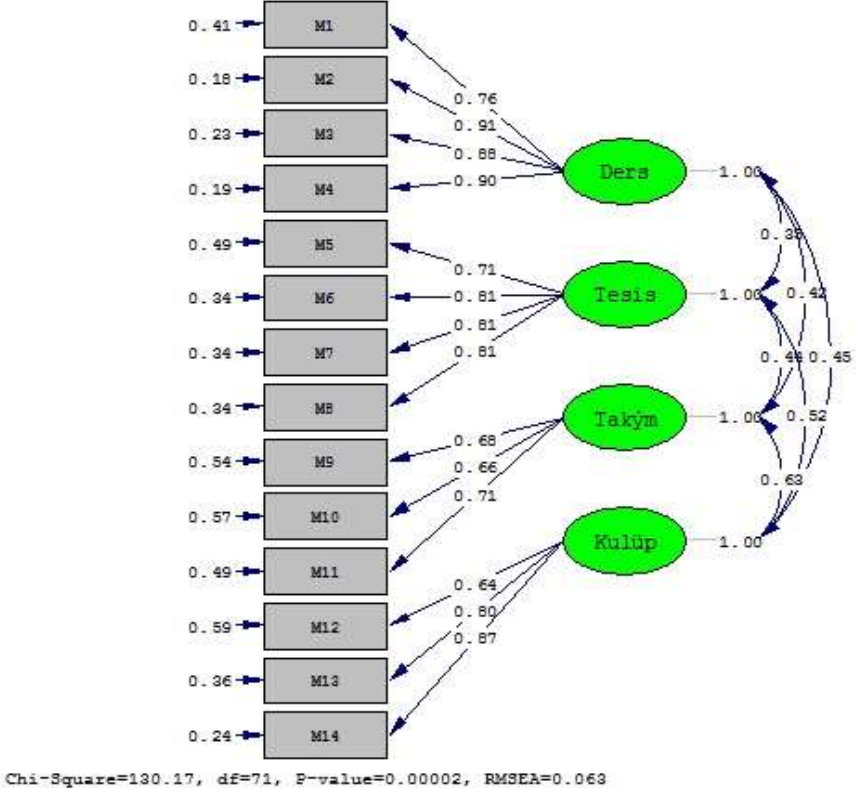 0.41 M1
0.18 M2
0.23 M3
0.19 M4
0.49 M5
0.34 M6
0.34 M7
0.34 M8
0.54 M9
0.57 M10
0.49 M11
0.59 M12
0.36 M13
0.24 M14
0.76
0.91
0.88
0.90
0.71
0.81
0.81
0.81
0.68
0.66
0.71
0.64
0.80
0.87
Ders 1.00
Tesis 1.00
Takým 1.00
Kulüp 1.00
0.35
0.42
0.44 0.45
0.52
0.63
Chi-Square=130.17, df=71, P-value=0.00002, RMSEA=0.063